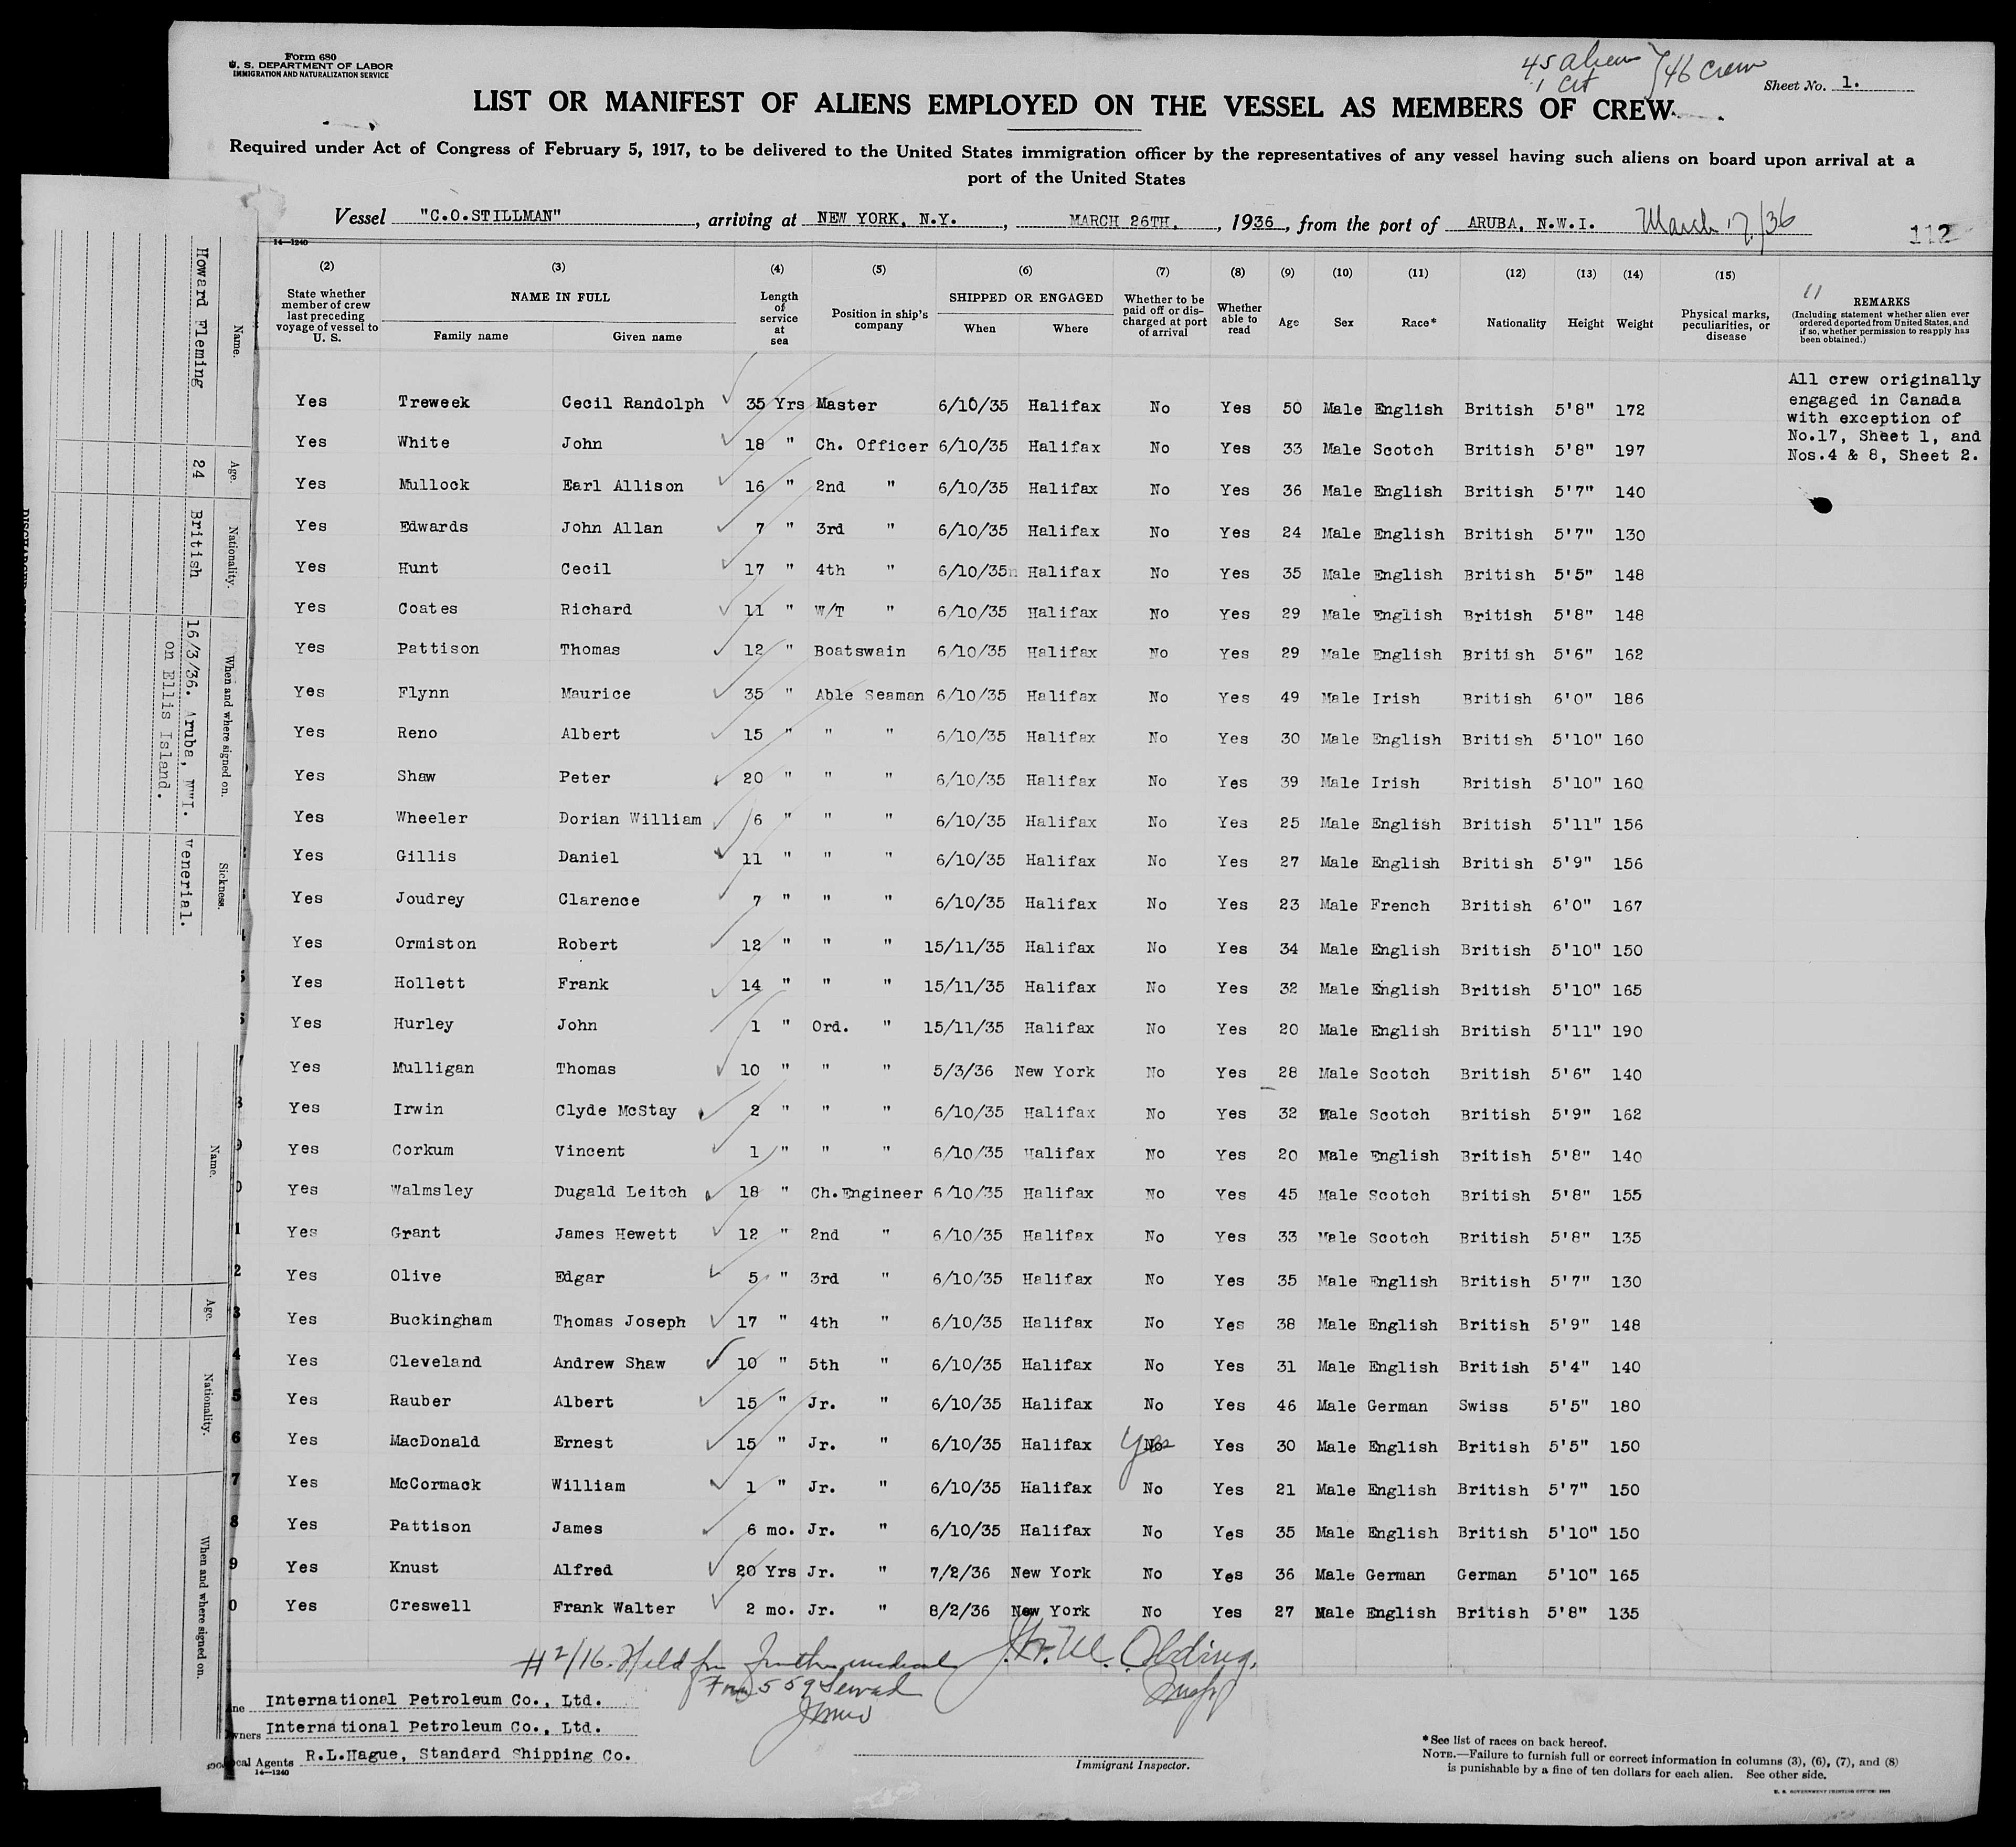 Form 680
U. S. DEPARTMENT OF LABOR
IMMIGRATION AND NATURALIZATION SERVICE
45 aliens
1 cit
46 crew
Sheet No. 1.
LIST OR MANIFEST OF ALIENS EMPLOYED ON THE VESSEL AS MEMBERS OF CREW
Required under Act of Congress of February 5, 1917, to be delivered to the United States immigration officer by the representatives of any vessel having such aliens on board upon arrival at a
port of the United States
Vessel "C.O.STILLMAN", arriving at NEW YORK, N.Y., MARCH 26TH, 1936, from the port of ARUBA, N.W.I. March 17/36
112
14—1240
(2) (3) (4) (5) (6) (7) (8) (9) (10) (11) (12) (13) (14) (15)
State whether member of crew last preceding voyage of vessel to U. S.
NAME IN FULL
Family name Given name
Length of service at sea
Position in ship's company
SHIPPED OR ENGAGED
When Where
Whether to be paid off or discharged at port of arrival
Whether able to read
Age
Sex
Race*
Nationality
Height
Weight
Physical marks, peculiarities, or disease
REMARKS
(Including statement whether alien ever ordered deported from United States, and if so, whether permission to reapply has been obtained.)
All crew originally
engaged in Canada
with exception of
No.17, Sheet 1, and
Nos.4 & 8, Sheet 2.
Yes Treweek Cecil Randolph 35 Yrs Master 6/10/35 Halifax No Yes 50 Male English British 5'8" 172
Yes White John 18 " Ch. Officer 6/10/35 Halifax No Yes 33 Male Scotch British 5'8" 197
Yes Mullock Earl Allison 16 " 2nd " 6/10/35 Halifax No Yes 36 Male English British 5'7" 140
Yes Edwards John Allan 7 " 3rd " 6/10/35 Halifax No Yes 24 Male English British 5'7" 130
Yes Hunt Cecil 17 " 4th " 6/10/35 Halifax No Yes 35 Male English British 5'5" 148
Yes Coates Richard 11 " W/T " 6/10/35 Halifax No Yes 29 Male English British 5'8" 148
Yes Pattison Thomas 12 " Boatswain 6/10/35 Halifax No Yes 29 Male English British 5'6" 162
Yes Flynn Maurice 35 " Able Seaman 6/10/35 Halifax No Yes 49 Male Irish British 6'0" 186
Yes Reno Albert 15 " " " 6/10/35 Halifax No Yes 30 Male English British 5'10" 160
Yes Shaw Peter 20 " " " 6/10/35 Halifax No Yes 39 Male Irish British 5'10" 160
Yes Wheeler Dorian William 6 " " " 6/10/35 Halifax No Yes 25 Male English British 5'11" 156
Yes Gillis Daniel 11 " " " 6/10/35 Halifax No Yes 27 Male English British 5'9" 156
Yes Joudrey Clarence 7 " " " 6/10/35 Halifax No Yes 23 Male French British 6'0" 167
Yes Ormiston Robert 12 " " " 15/11/35 Halifax No Yes 34 Male English British 5'10" 150
Yes Hollett Frank 14 " " " 15/11/35 Halifax No Yes 32 Male English British 5'10" 165
Yes Hurley John 1 " Ord. " 15/11/35 Halifax No Yes 20 Male English British 5'11" 190
Yes Mulligan Thomas 10 " " " 5/3/36 New York No Yes 28 Male Scotch British 5'6" 140
Yes Irwin Clyde McStay 2 " " " 6/10/35 Halifax No Yes 32 Male Scotch British 5'9" 162
Yes Corkum Vincent 1 " " " 6/10/35 Halifax No Yes 20 Male English British 5'8" 140
Yes Walmsley Dugald Leitch 18 " Ch.Engineer 6/10/35 Halifax No Yes 45 Male Scotch British 5'8" 155
1 Yes Grant James Hewett 12 " 2nd " 6/10/35 Halifax No Yes 33 Male Scotch British 5'8" 135
2 Yes Olive Edgar 5 " 3rd " 6/10/35 Halifax No Yes 35 Male English British 5'7" 130
3 Yes Buckingham Thomas Joseph 17 " 4th " 6/10/35 Halifax No Yes 38 Male English British 5'9" 148
4 Yes Cleveland Andrew Shaw 10 " 5th " 6/10/35 Halifax No Yes 31 Male English British 5'4" 140
5 Yes Rauber Albert 15 " Jr. " 6/10/35 Halifax No Yes 46 Male German Swiss 5'5" 180
6 Yes MacDonald Ernest 15 " Jr. " 6/10/35 Halifax No Yes Yes 30 Male English British 5'5" 150
7 Yes McCormack William 1 " Jr. " 6/10/35 Halifax No Yes 21 Male English British 5'7" 150
8 Yes Pattison James 6 mo. Jr. " 6/10/35 Halifax No Yes 35 Male English British 5'10" 150
9 Yes Knust Alfred 20 Yrs Jr. " 7/2/36 New York No Yes 36 Male German German 5'10" 165
0 Yes Creswell Frank Walter 2 mo. Jr. " 8/2/36 New York No Yes 27 Male English British 5'8" 135
#2/16. Held for further medical
Form 559 served
International Petroleum Co., Ltd.
wners International Petroleum Co., Ltd.
ocal Agents R.L.Hague, Standard Shipping Co.
14—1240
Immigrant Inspector.
*See list of races on back hereof.
NOTE.—Failure to furnish full or correct information in columns (3), (6), (7), and (8)
is punishable by a fine of ten dollars for each alien. See other side.
U. S. GOVERNMENT PRINTING OFFICE
Name. Age. Nationality. When and where signed on. Sickness.
Howard Fleming 24 British 16/3/36. Aruba, Venerial.
on Ellis Island.
Name. Age. Nationality. When and where signed on.